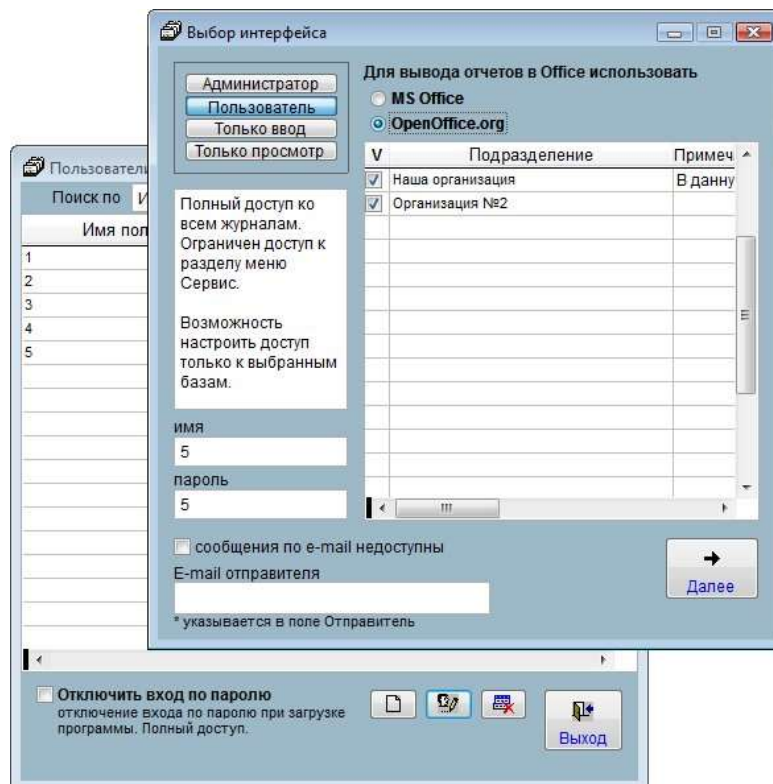 Выбор интерфейса
Администратор
Пользователь
Только ввод
Только просмотр
Для вывода отчетов в Office использовать
MS Office
OpenOffice.org
V Подразделение Примеч
Наша организация В данну
Организация №2
Полный доступ ко
всем журналам.
Ограничен доступ к
разделу меню
Сервис.
Возможность
настроить доступ
только к выбранным
базам.
имя
5
пароль
5
сообщения по e-mail недоступны
E-mail отправителя
* указывается в поле Отправитель
Далее
Пользователи
Поиск по И
Имя пол
1
2
3
4
5
Отключить вход по паролю
отключение входа по паролю при загрузке
программы. Полный доступ.
Выход